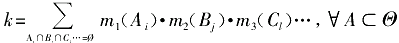 k = ∑_{A_i∩B_j∩C_l⋯=∅} m_1(A_i)•m_2(B_j)•m_3(C_l)⋯, ∀A⊂Θ